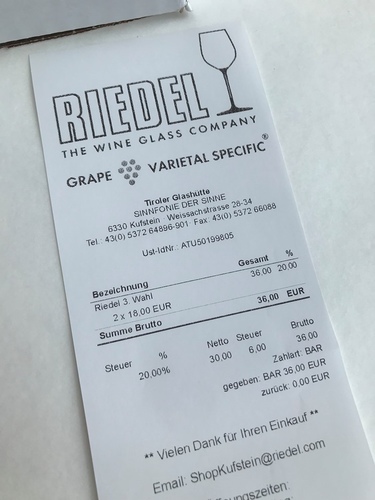 RIEDEL
THE WINE GLASS COMPANY
GRAPE VARIETAL SPECIFIC®
Tiroler Glashütte
SINNFONIE DER SINNE
6330 Kufstein Weissachstrasse 28-34
Tel.: 43(0) 5372 64896-901 Fax: 43(0) 5372 66088
Ust-IdNr.: ATU50199805
Bezeichnung Gesamt %
Riedel 3. Wahl 36,00 20.00
2 x 18,00 EUR
Summe Brutto 36,00 EUR
Steuer % Netto Steuer Brutto
20.00% 30.00 6,00 36,00
Zahlart: BAR
gegeben: BAR 36,00 EUR
zurück: 0,00 EUR
** Vielen Dank für Ihren Einkauf **
Email: ShopKufstein@riedel.com